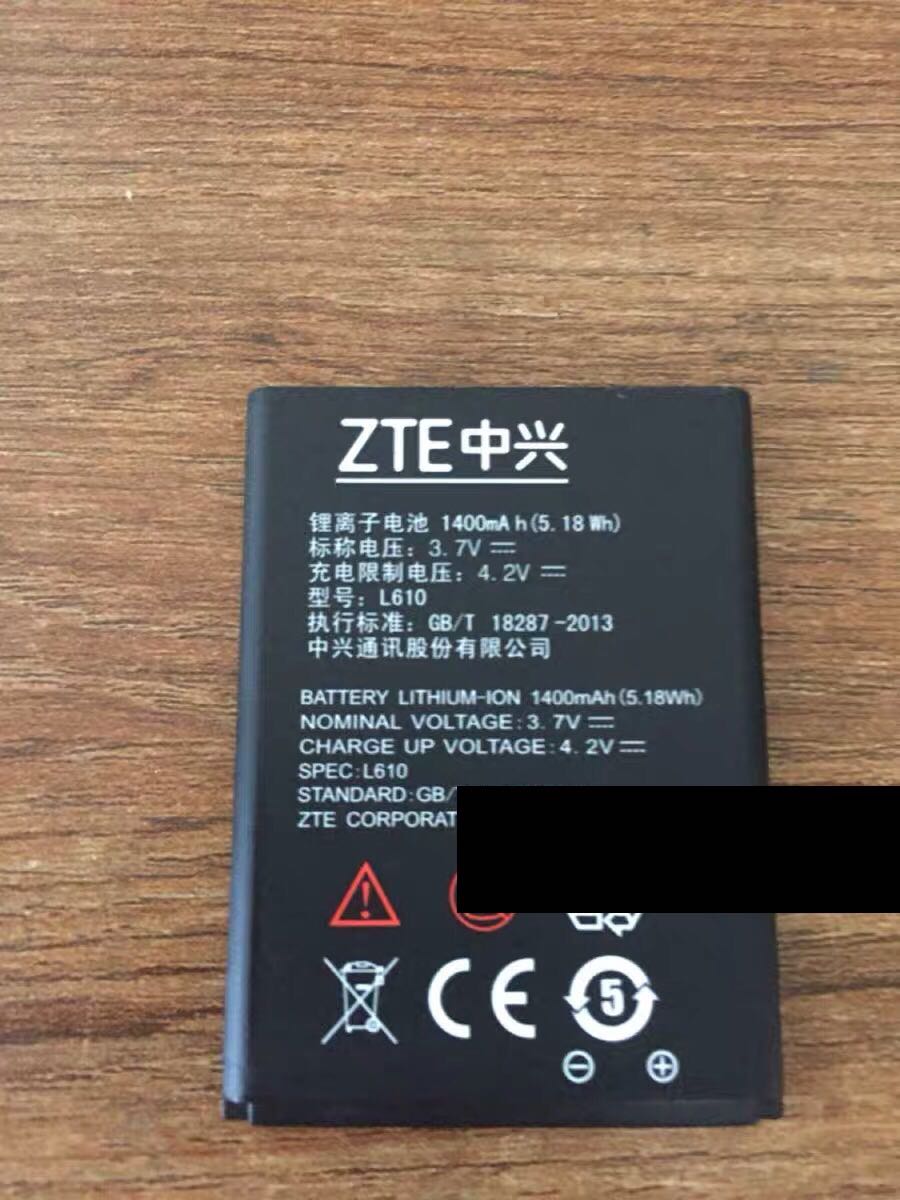 ZTE中兴
锂离子电池 1400mAh(5.18Wh)
标称电压：3.7V
充电限制电压：4.2V
型号：L610
执行标准：GB/T 18287-2013
中兴通讯股份有限公司
BATTERY LITHIUM-ION 1400mAh(5.18Wh)
NOMINAL VOLTAGE:3.7V
CHARGE UP VOLTAGE:4.2V
SPEC:L610
STANDARD:GB/
ZTE
CE
5